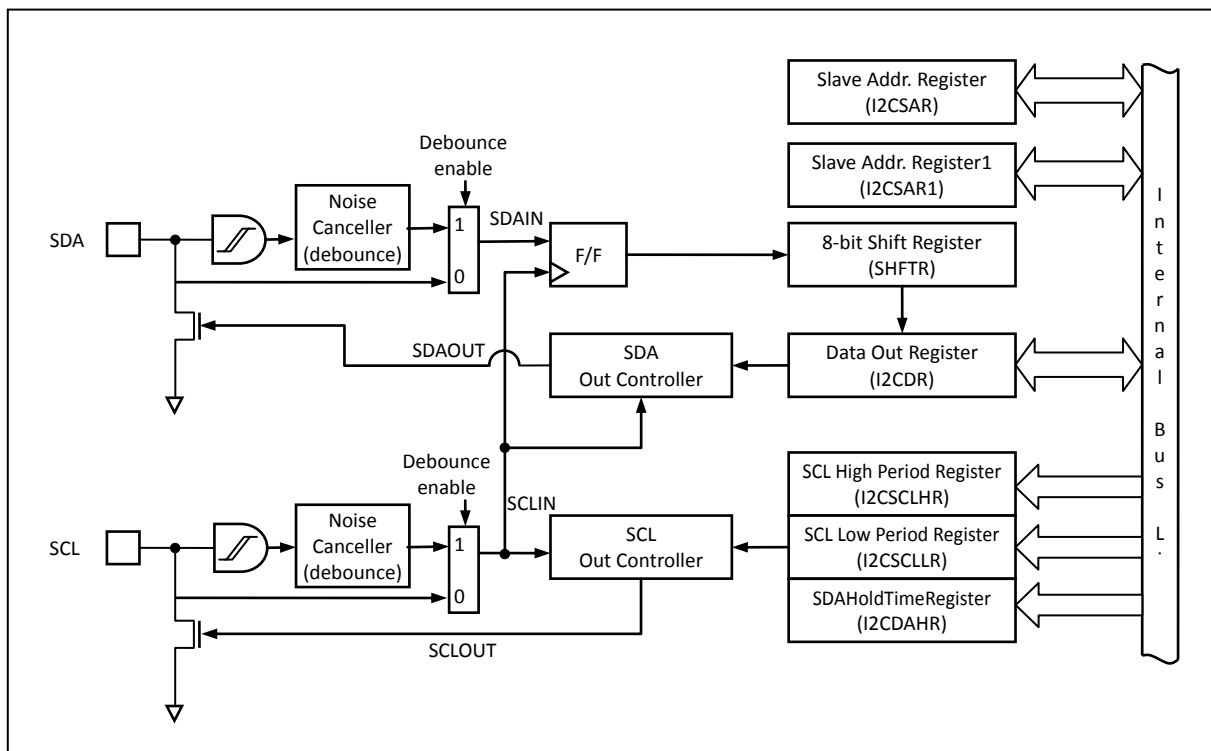 Slave Addr. Register
(I2CSAR)
Debounce
enable
Slave Addr. Register1
(I2CSAR1)
Noise
Canceller
(debounce)
1
0
SDAIN
SDA
F/F
8-bit Shift Register
(SHFTR)
SDAOUT
SDA
Out Controller
Data Out Register
(I2CDR)
Debounce
enable
SCL High Period Register
(I2CSCLHR)
Noise
Canceller
(debounce)
1
0
SCLIN
SCL
SCL
Out Controller
SCL Low Period Register
(I2CSCLLR)
SDAHoldTimeRegister
(I2CDAHR)
SCLOUT
Internal Bus L.